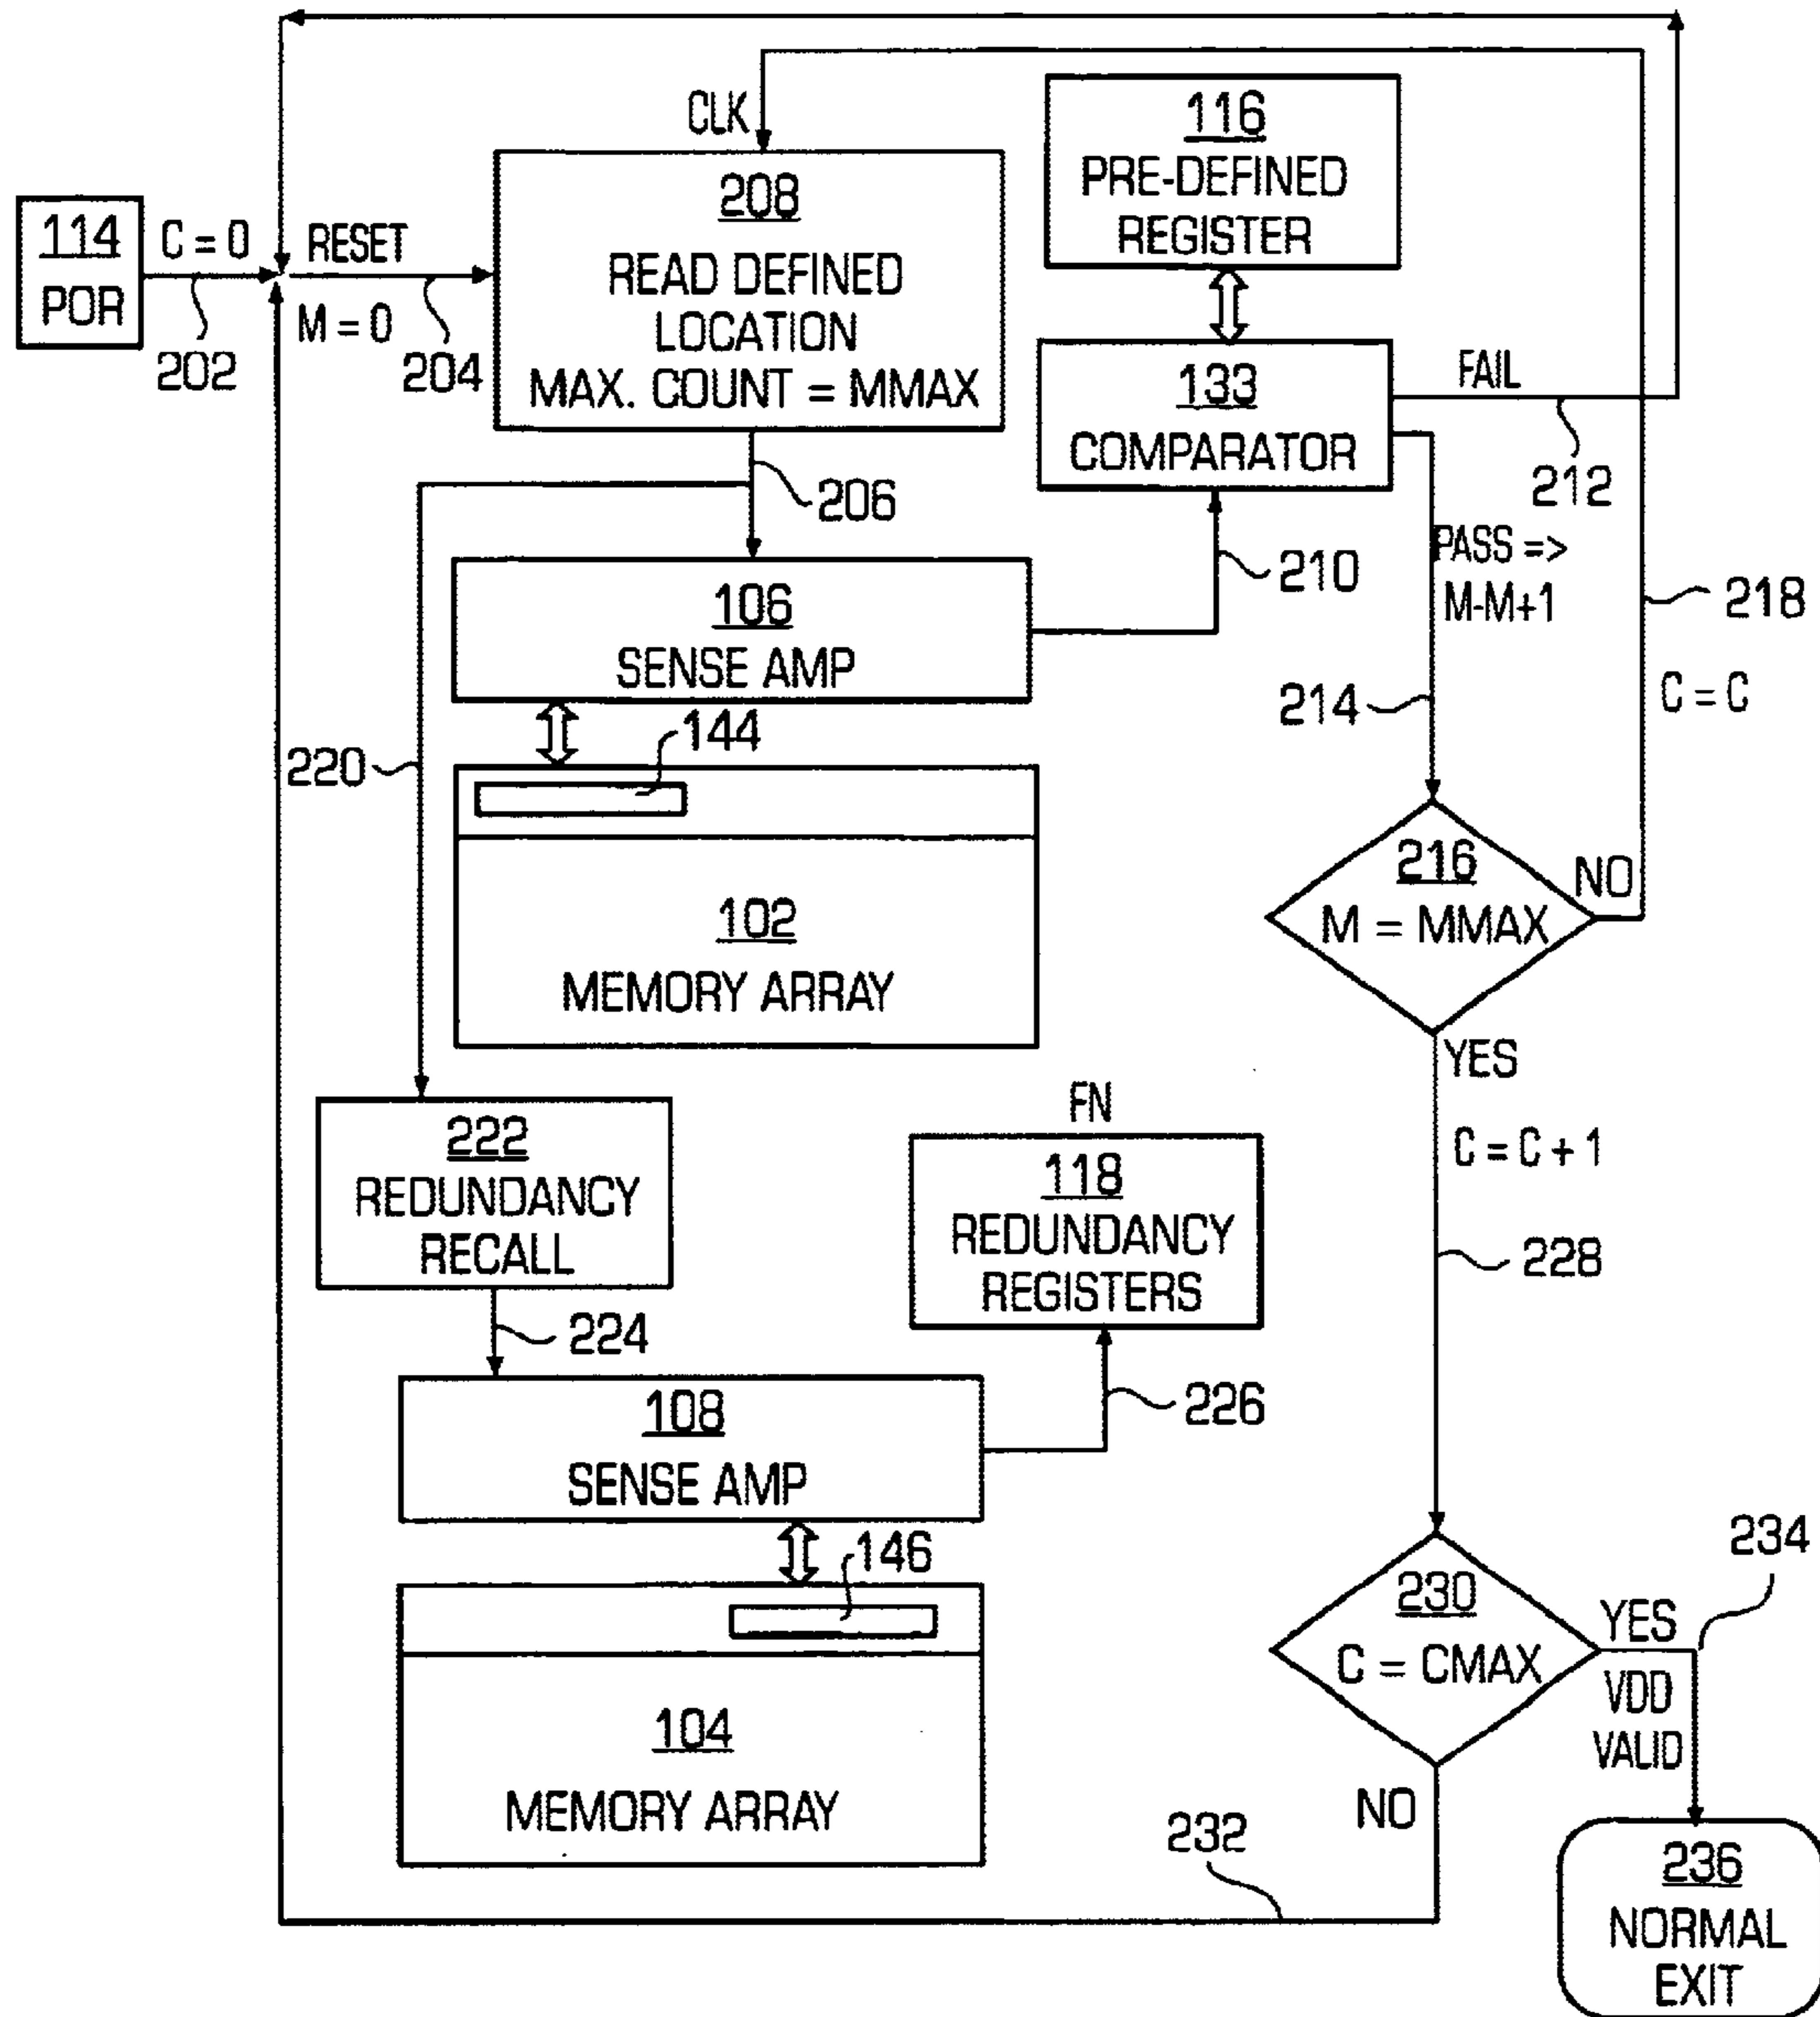 CLK
116
PRE-DEFINED
REGISTER
208
READ DEFINED
LOCATION
MAX. COUNT = MMAX
114
POR
C = 0
202
RESET
M = 0
204
133
COMPARATOR
FAIL
212
206
210
PASS =>
M-M+1
218
C = C
214
106
SENSE AMP
144
220
102
MEMORY ARRAY
216
M = MMAX
NO
YES
C = C + 1
228
222
REDUNDANCY
RECALL
224
FN
118
REDUNDANCY
REGISTERS
226
108
SENSE AMP
146
104
MEMORY ARRAY
230
C = CMAX
YES
234
VDD
VALID
NO
232
236
NORMAL
EXIT